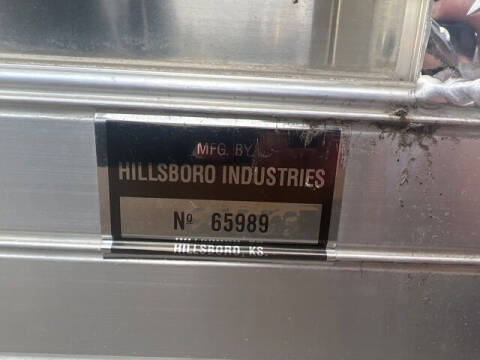 MFG. BY
HILLSBORO INDUSTRIES
Nº 65989
HILLSBORO, KS.